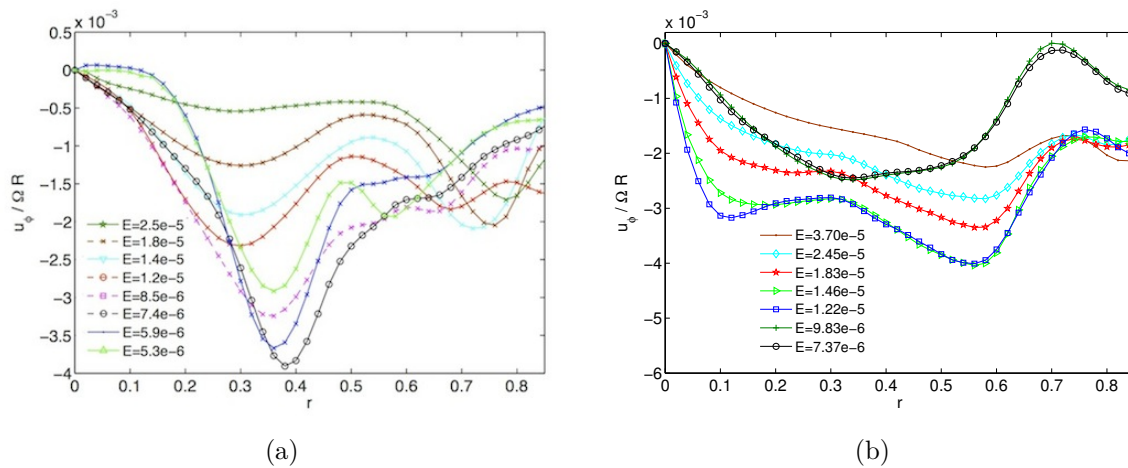 x 10⁻³
0.5
0
−0.5
−1
−1.5
−2
−2.5
−3
−3.5
−4
u_ϕ / Ω R
E=2.5e−5
E=1.8e−5
E=1.4e−5
E=1.2e−5
E=8.5e−6
E=7.4e−6
E=5.9e−6
E=5.3e−6
0 0.1 0.2 0.3 0.4 0.5 0.6 0.7 0.8
r
(a)
x 10⁻³
0
−1
−2
−3
−4
−5
−6
u_ϕ / Ω R
E=3.70e−5
E=2.45e−5
E=1.83e−5
E=1.46e−5
E=1.22e−5
E=9.83e−6
E=7.37e−6
0 0.1 0.2 0.3 0.4 0.5 0.6 0.7 0.8
r
(b)